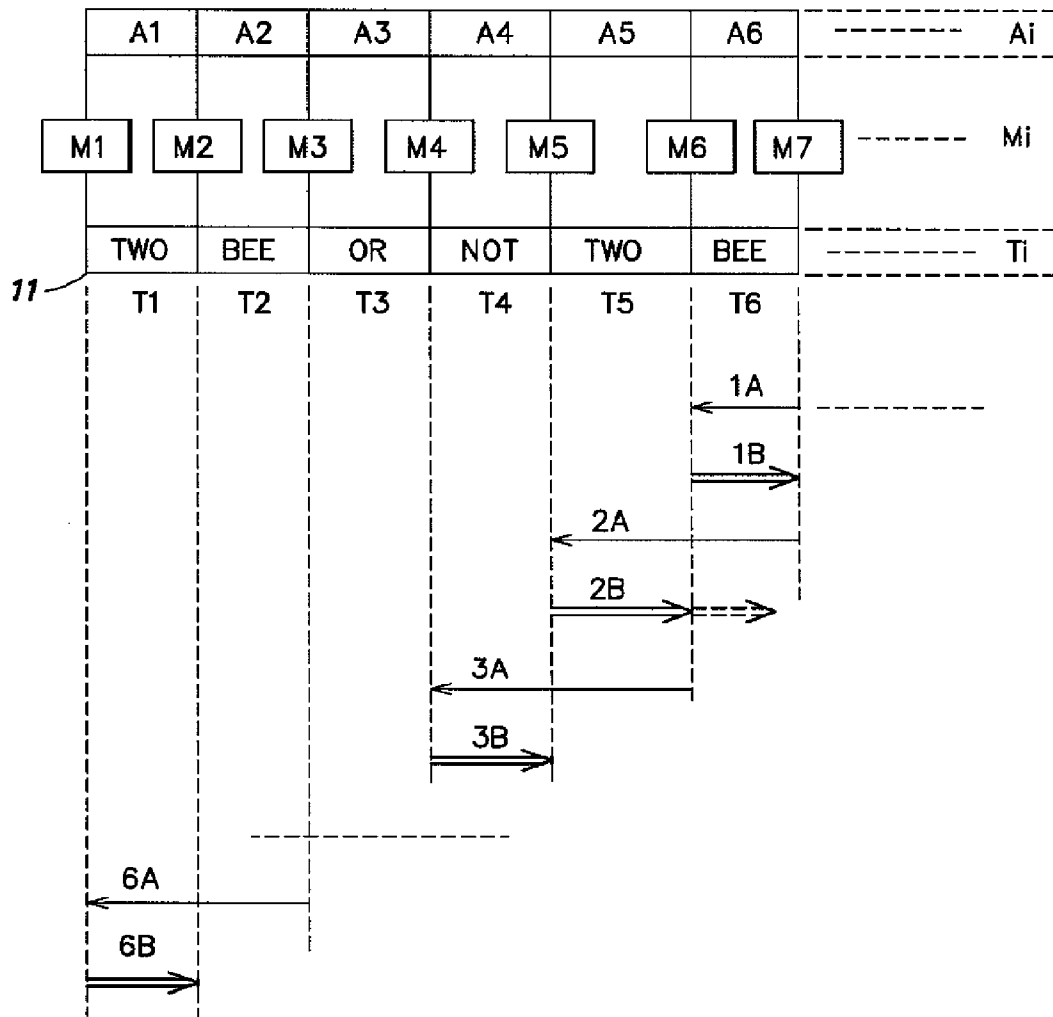 A1 A2 A3 A4 A5 A6 Ai
M1 M2 M3 M4 M5 M6 M7 Mi
TWO BEE OR NOT TWO BEE Ti
11
T1 T2 T3 T4 T5 T6
1A
1B
2A
2B
3A
3B
6A
6B